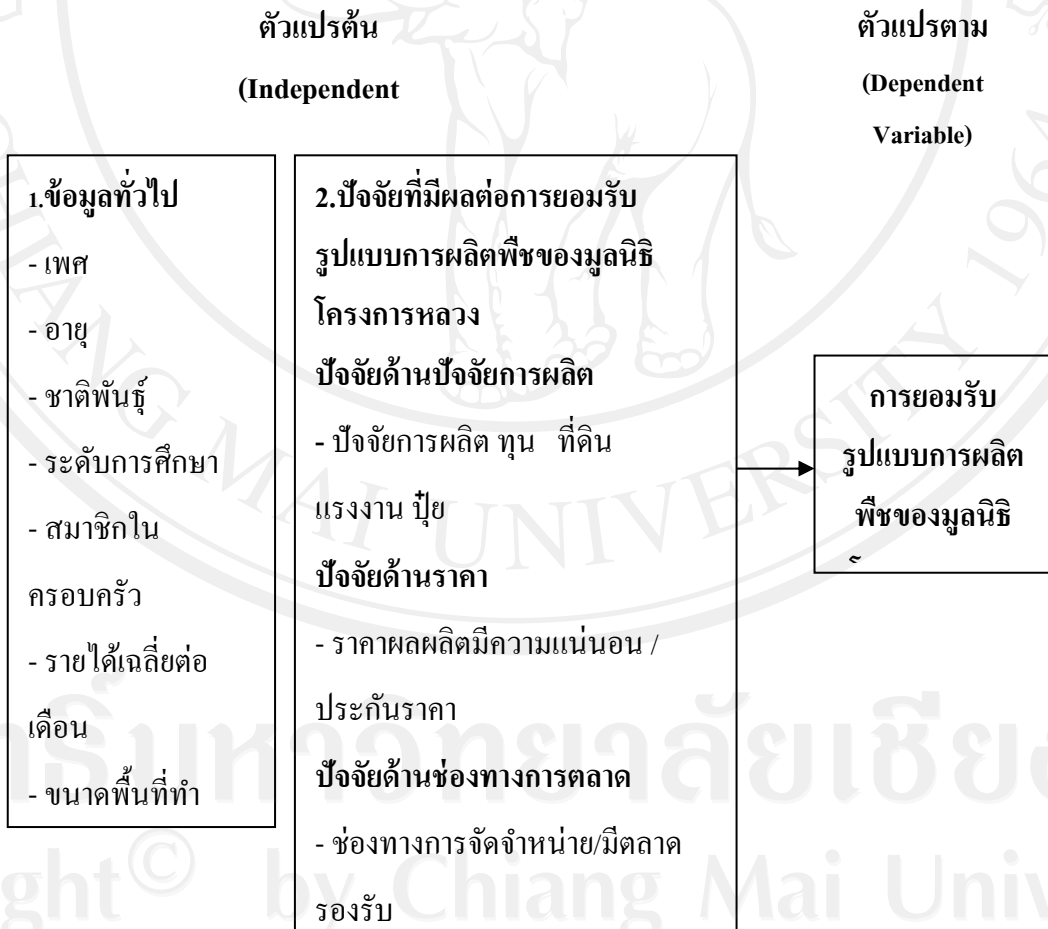 ตัวแปรต้น
(Independent
ตัวแปรตาม
(Dependent
Variable)
1.ข้อมูลทั่วไป
- เพศ
- อายุ
- ชาติพันธุ์
- ระดับการศึกษา
- สมาชิกใน
ครอบครัว
- รายได้เฉลี่ยต่อ
เดือน
- ขนาดพื้นที่ทำ
2.ปัจจัยที่มีผลต่อการยอมรับ
รูปแบบการผลิตพืชของมูลนิธิ
โครงการหลวง
ปัจจัยด้านปัจจัยการผลิต
- ปัจจัยการผลิต ทุน ที่ดิน
แรงงาน ปุ๋ย
ปัจจัยด้านราคา
- ราคาผลผลิตมีความแน่นอน /
ประกันราคา
ปัจจัยด้านช่องทางการตลาด
- ช่องทางการจัดจำหน่าย/มีตลาด
รองรับ
การยอมรับ
รูปแบบการผลิต
พืชของมูลนิธิ
CHIANG MAI UNIVERSITY 1964
by Chiang Mai Univ